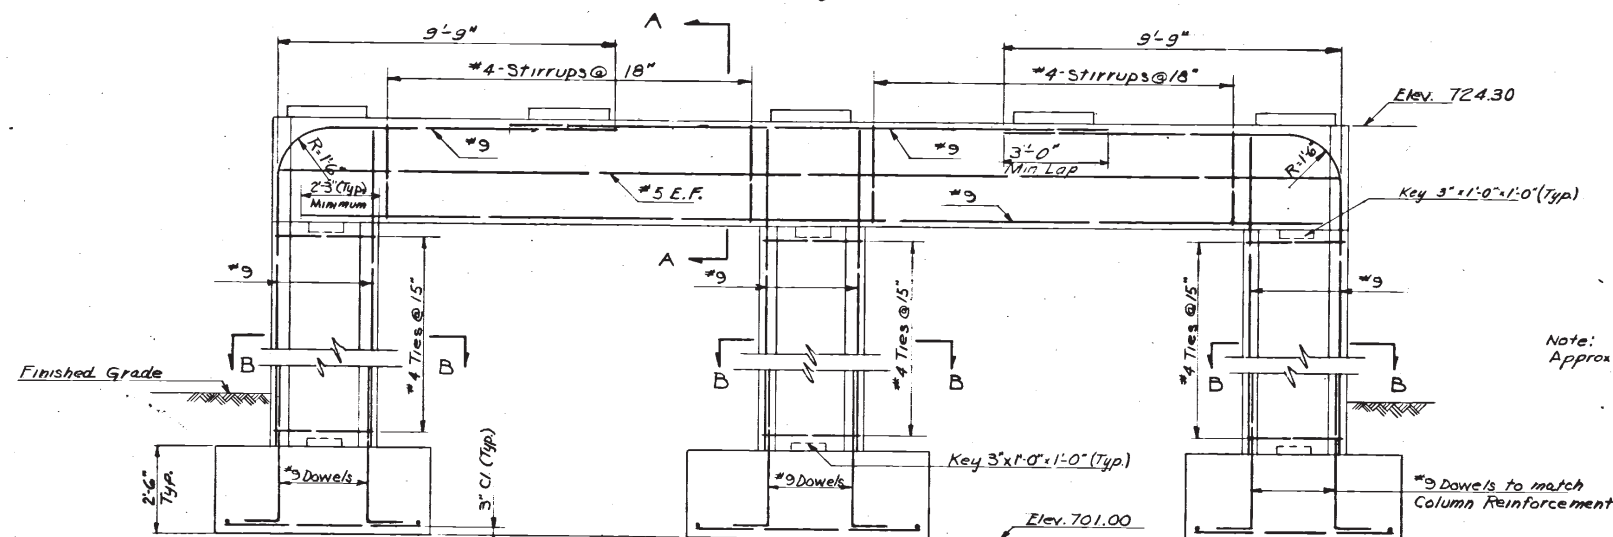 A
9'-9"
9'-9"
#4-Stirrups@ 18"
#4-Stirrups@18"
Elev. 724.30
R=1'-6"
#9
#9
3'-0"
Min Lap
R=1'-6"
2'-3"(Typ.)
Minimum
#5 E.F.
#9
Key 3"x1'-0"x1'-0"(Typ.)
A
#9
#9
#9
#4 Ties @15"
#4 Ties @15"
#4 Ties @15"
Note:
Approx
B
B
B
B
B
B
Finished Grade
2'-6"
Typ.
#9 Dowels
3" Cl. (Typ.)
#9 Dowels
Key 3"x1'-0"x1'-0"(Typ.)
#9 Dowels to match
Column Reinforcement
Elev. 701.00